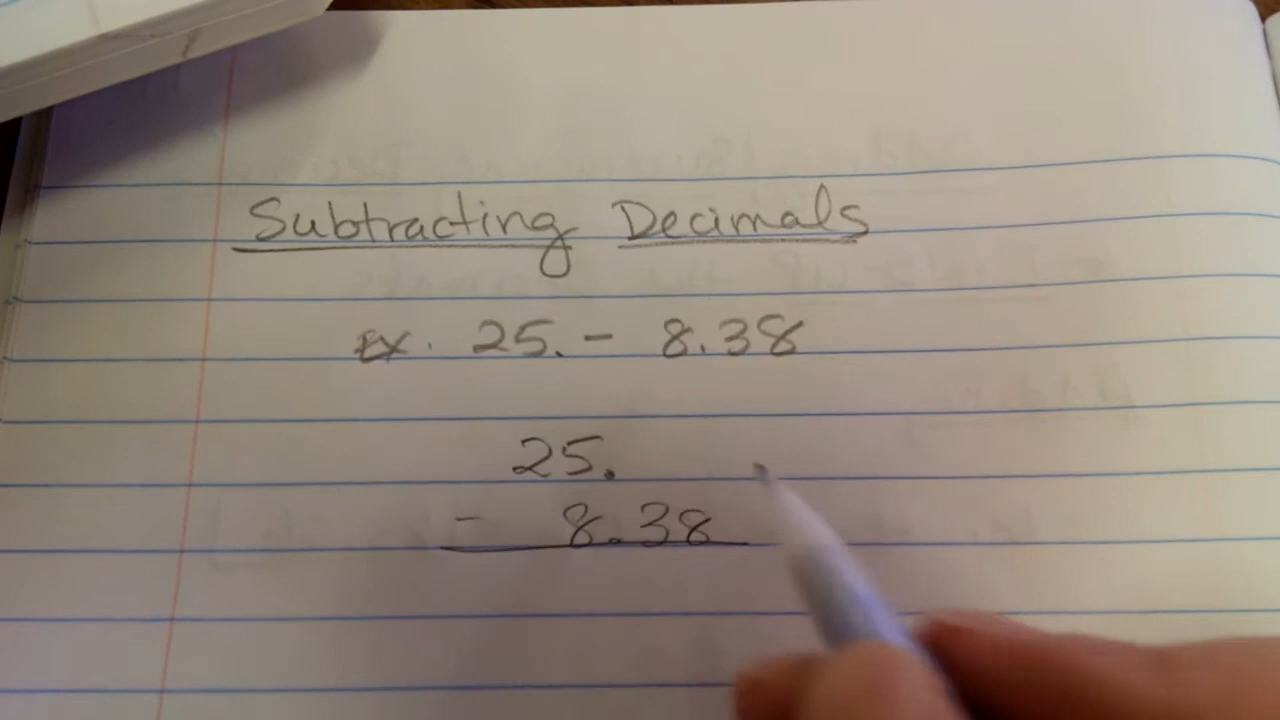 Subtracting Decimals
ex. 25. - 8.38
25.
- 8.38